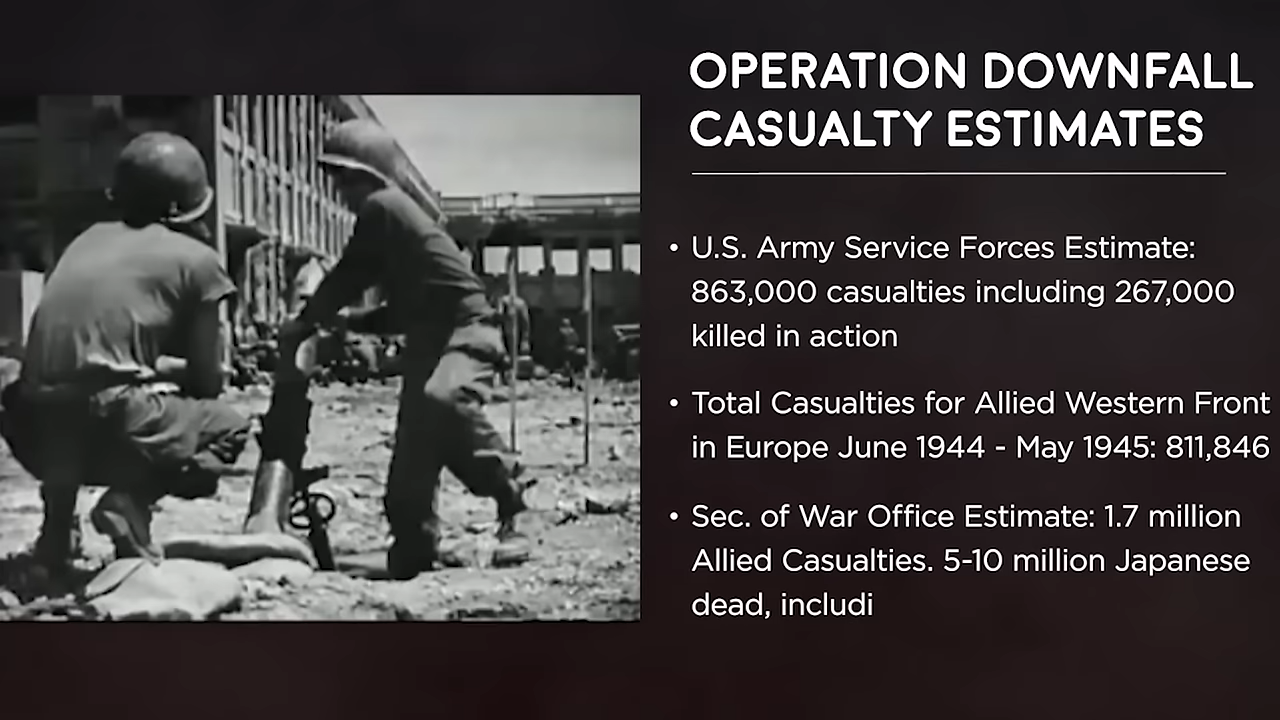 OPERATION DOWNFALL
CASUALTY ESTIMATES
• U.S. Army Service Forces Estimate:
863,000 casualties including 267,000
killed in action
• Total Casualties for Allied Western Front
in Europe June 1944 - May 1945: 811,846
• Sec. of War Office Estimate: 1.7 million
Allied Casualties. 5-10 million Japanese
dead, includi